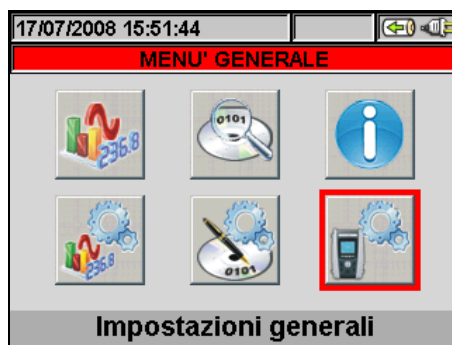 17/07/2008 15:51:44
MENU' GENERALE
236.8
0101
236.8
0101
Impostazioni generali